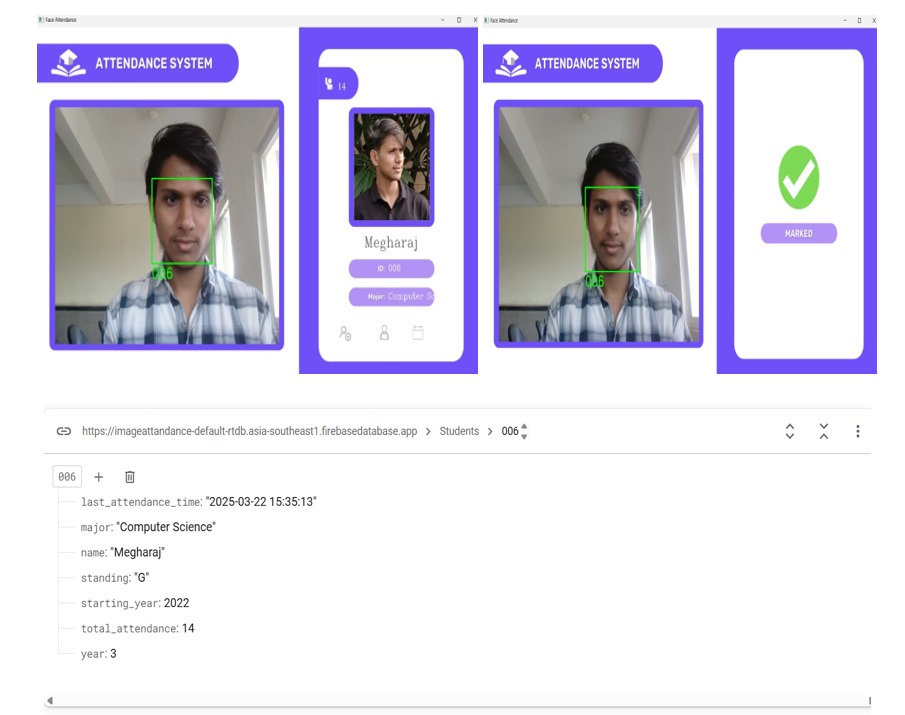 Face Attendance
ATTENDANCE SYSTEM
14
006
Megharaj
ID: 006
Major: Computer Sc
Face Attendance
ATTENDANCE SYSTEM
006
MARKED
https://imageattandance-default-rtdb.asia-southeast1.firebasedatabase.app > Students > 006
006
last_attendance_time: "2025-03-22 15:35:13"
major: "Computer Science"
name: "Megharaj"
standing: "G"
starting_year: 2022
total_attendance: 14
year: 3